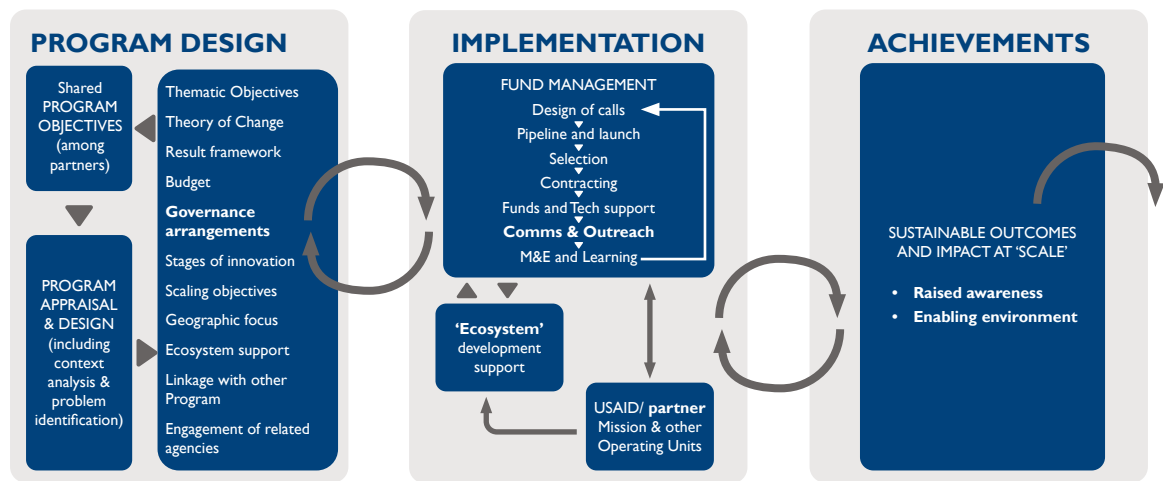 PROGRAM DESIGN
Shared
PROGRAM
OBJECTIVES
(among
partners)
PROGRAM
APPRAISAL
& DESIGN
(including
context
analysis &
problem
identification)
Thematic Objectives
Theory of Change
Result framework
Budget
Governance
arrangements
Stages of innovation
Scaling objectives
Geographic focus
Ecosystem support
Linkage with other
Program
Engagement of related
agencies
IMPLEMENTATION
FUND MANAGEMENT
Design of calls
Pipeline and launch
Selection
Contracting
Funds and Tech support
Comms & Outreach
M&E and Learning
‘Ecosystem’
development
support
USAID/ partner
Mission & other
Operating Units
ACHIEVEMENTS
SUSTAINABLE OUTCOMES
AND IMPACT AT ‘SCALE’
• Raised awareness
• Enabling environment